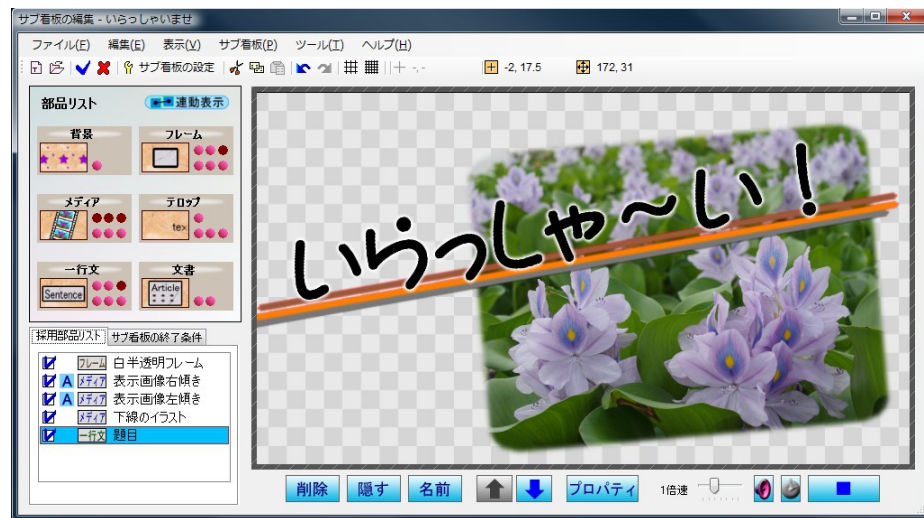 サブ看板の編集 - いらっしゃいませ
ファイル(F) 編集(E) 表示(V) サブ看板(P) ツール(T) ヘルプ(H)
サブ看板の設定 -, - -2, 17.5 172, 31
部品リスト 連動表示
背景 フレーム
メディア テロップ
tex
一行文 文書
Sentence Article
いらっしゃ〜い!
採用部品リスト サブ看板の終了条件
フレーム 白半透明フレーム
A メディア 表示画像右傾き
A メディア 表示画像左傾き
メディア 下線のイラスト
一行文 題目
削除 隠す 名前 プロパティ 1倍速